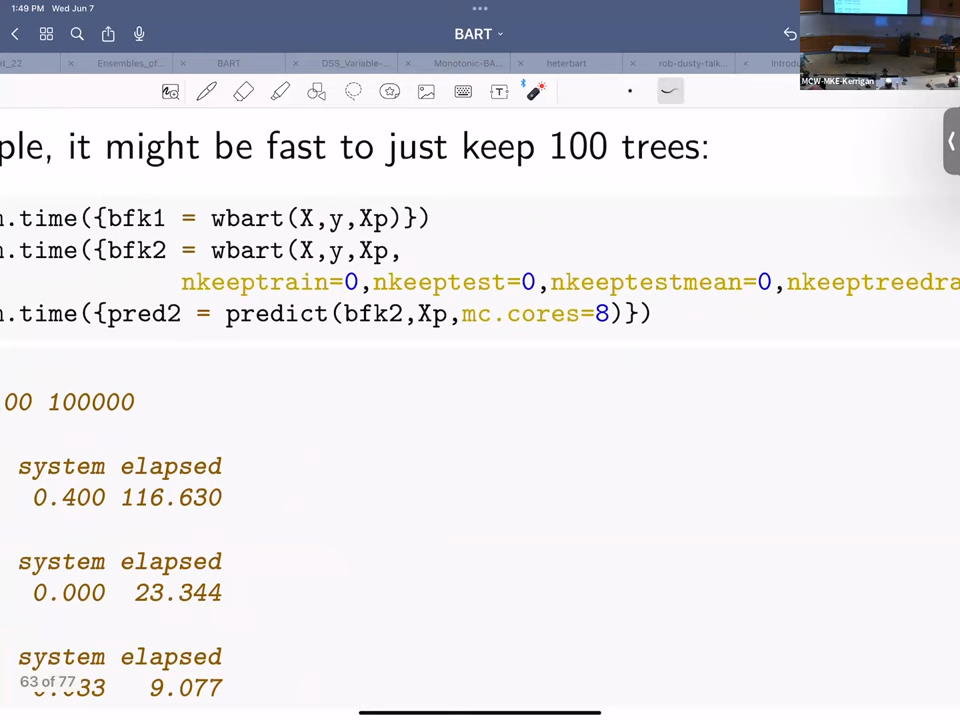 1:49 PM Wed Jun 7
BART
Ensembles_of...
BART
DSS_Variable-...
Monotonic-BA...
heterbart
rob-dusty-talk...
Introdu
MCW-MKE-Kerrigan
ple, it might be fast to just keep 100 trees:
n.time({bfk1 = wbart(X,y,Xp)})
n.time({bfk2 = wbart(X,y,Xp,
nkeeptrain=0,nkeeptest=0,nkeeptestmean=0,nkeeptreedra
n.time({pred2 = predict(bfk2,Xp,mc.cores=8)})
00 100000
system elapsed
0.400 116.630
system elapsed
0.000 23.344
system elapsed
63 of 77
9.077